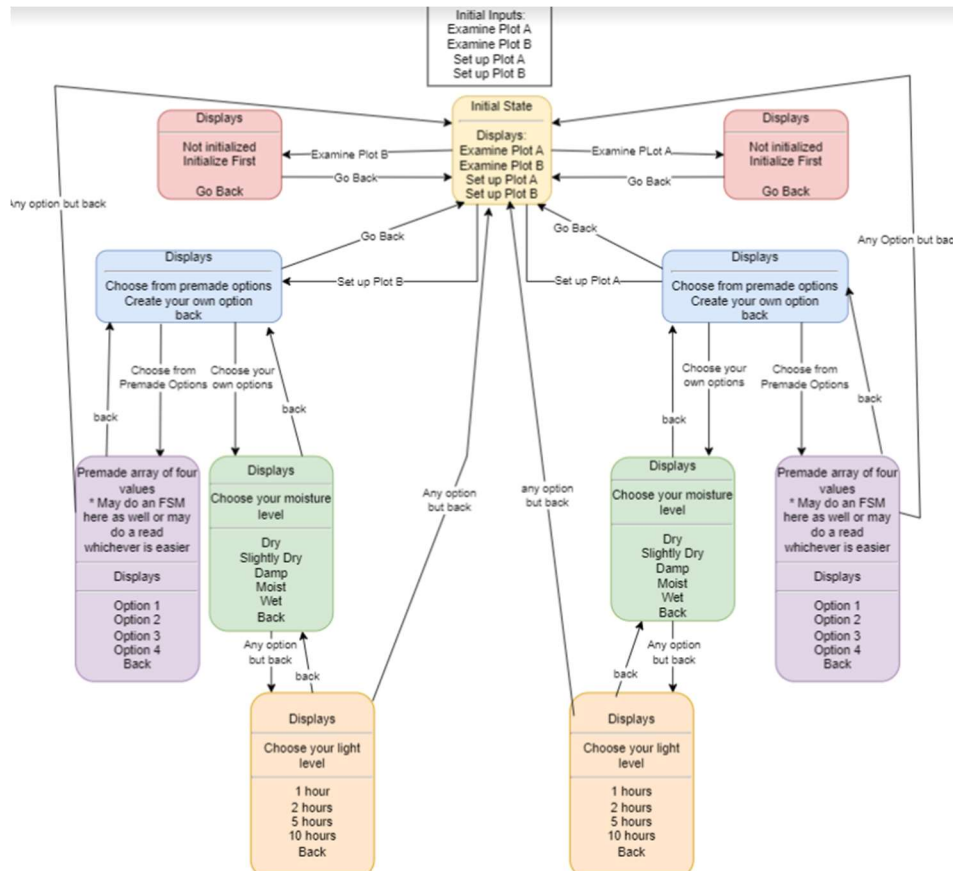 Initial Inputs:
Examine Plot A
Examine Plot B
Set up Plot A
Set up Plot B
Initial State
Displays:
Examine Plot A
Examine Plot B
Set up Plot A
Set up Plot B
Displays
Not initialized
Initialize First
Go Back
Examine Plot B
Go Back
Examine PLot A
Go Back
Displays
Not initialized
Initialize First
Go Back
Any option but back
Go Back
Set up Plot B
Go Back
Set up Plot A
Any Option but back
Displays
Choose from premade options
Create your own option
back
Displays
Choose from premade options
Create your own option
back
back
Choose from
Premade Options
Choose your
own options
back
back
Choose your
own options
Choose from
Premade Options
back
Premade array of four
values
* May do an FSM
here as well or may
do a read
whichever is easier
Displays
Option 1
Option 2
Option 3
Option 4
Back
Displays
Choose your moisture
level
Dry
Slightly Dry
Damp
Moist
Wet
Back
Any option
but back
any option
but back
Displays
Choose your moisture
level
Dry
Slightly Dry
Damp
Moist
Wet
Back
Premade array of four
values
* May do an FSM
here as well or may
do a read
whichever is easier
Displays
Option 1
Option 2
Option 3
Option 4
Back
Any option
but back
back
back
Any option
but back
Displays
Choose your light
level
1 hour
2 hours
5 hours
10 hours
Back
Displays
Choose your light
level
1 hours
2 hours
5 hours
10 hours
Back